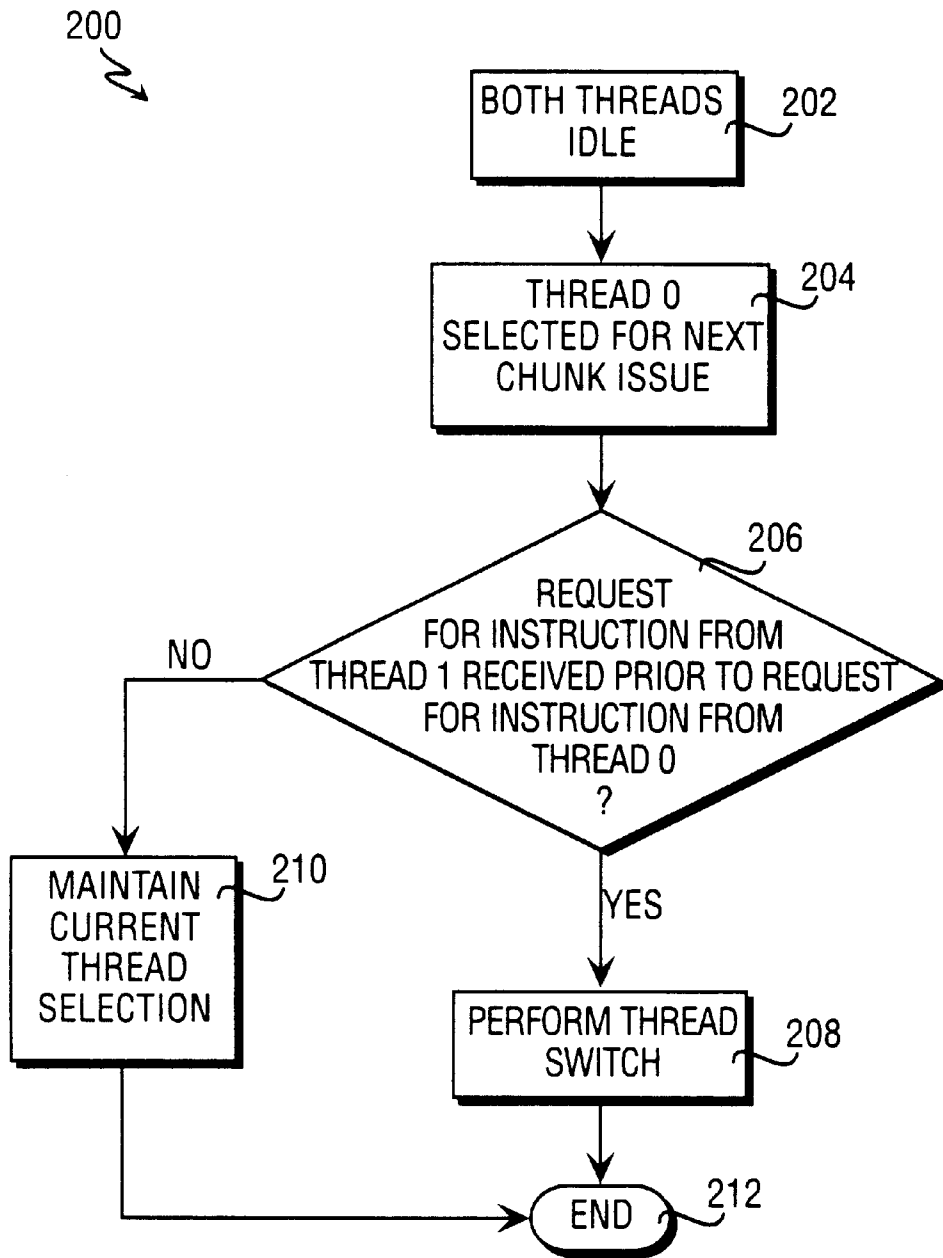 200
BOTH THREADS
IDLE
202
THREAD 0
SELECTED FOR NEXT
CHUNK ISSUE
204
206
REQUEST
FOR INSTRUCTION FROM
THREAD 1 RECEIVED PRIOR TO REQUEST
FOR INSTRUCTION FROM
THREAD 0
?
NO
YES
MAINTAIN
CURRENT
THREAD
SELECTION
210
PERFORM THREAD
SWITCH
208
END
212